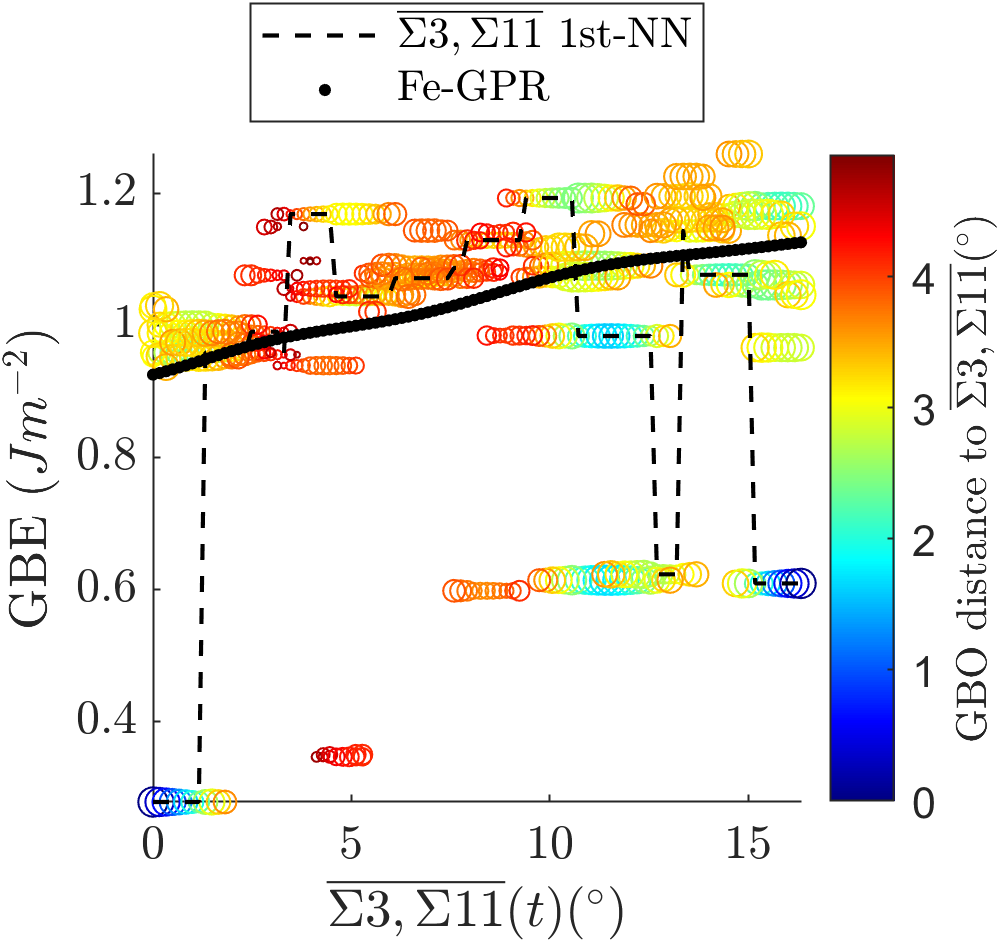 Σ3, Σ11 1st-NN
Fe-GPR
GBE (Jm⁻²)
1.2
1
0.8
0.6
0.4
0
5
10
15
Σ3, Σ11(t)(°)
4
3
2
1
0
GBO distance to Σ3, Σ11(°)